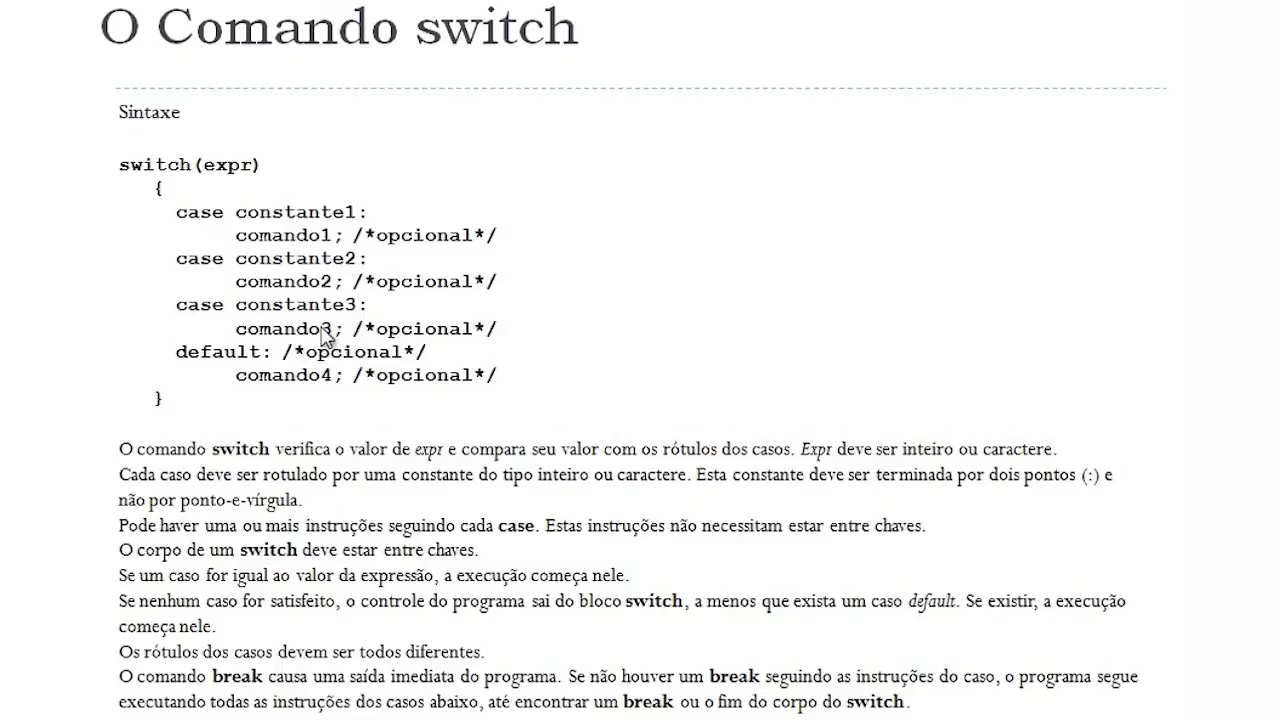 O Comando switch
Sintaxe
switch(expr)
{
case constante1:
comando1; /*opcional*/
case constante2:
comando2; /*opcional*/
case constante3:
comando3; /*opcional*/
default: /*opcional*/
comando4; /*opcional*/
}
O comando switch verifica o valor de expr e compara seu valor com os rótulos dos casos. Expr deve ser inteiro ou caractere.
Cada caso deve ser rotulado por uma constante do tipo inteiro ou caractere. Esta constante deve ser terminada por dois pontos (:) e
não por ponto-e-vírgula.
Pode haver uma ou mais instruções seguindo cada case. Estas instruções não necessitam estar entre chaves.
O corpo de um switch deve estar entre chaves.
Se um caso for igual ao valor da expressão, a execução começa nele.
Se nenhum caso for satisfeito, o controle do programa sai do bloco switch, a menos que exista um caso default. Se existir, a execução
começa nele.
Os rótulos dos casos devem ser todos diferentes.
O comando break causa uma saída imediata do programa. Se não houver um break seguindo as instruções do caso, o programa segue
executando todas as instruções dos casos abaixo, até encontrar um break ou o fim do corpo do switch.